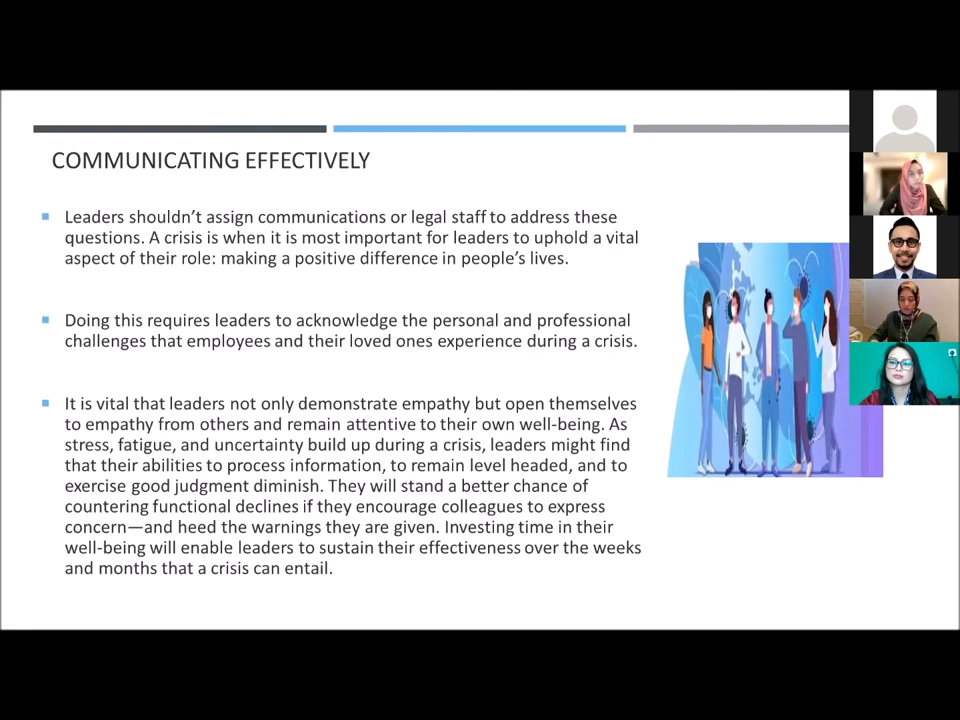 COMMUNICATING EFFECTIVELY
Leaders shouldn’t assign communications or legal staff to address these
questions. A crisis is when it is most important for leaders to uphold a vital
aspect of their role: making a positive difference in people’s lives.
Doing this requires leaders to acknowledge the personal and professional
challenges that employees and their loved ones experience during a crisis.
It is vital that leaders not only demonstrate empathy but open themselves
to empathy from others and remain attentive to their own well-being. As
stress, fatigue, and uncertainty build up during a crisis, leaders might find
that their abilities to process information, to remain level headed, and to
exercise good judgment diminish. They will stand a better chance of
countering functional declines if they encourage colleagues to express
concern—and heed the warnings they are given. Investing time in their
well-being will enable leaders to sustain their effectiveness over the weeks
and months that a crisis can entail.